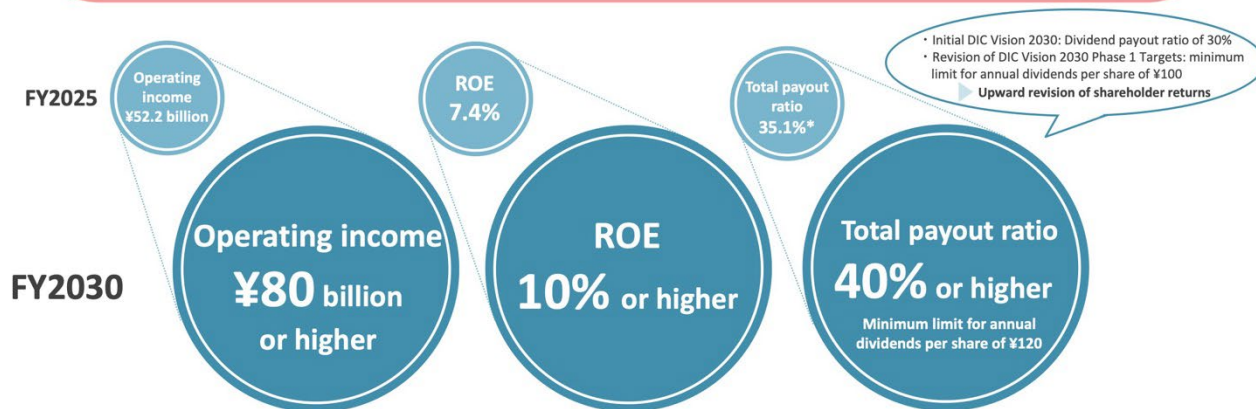 ・Initial DIC Vision 2030: Dividend payout ratio of 30%
・Revision of DIC Vision 2030 Phase 1 Targets: minimum
limit for annual dividends per share of ¥100
Upward revision of shareholder returns
FY2025
Operating
income
¥52.2 billion
ROE
7.4%
Total payout
ratio
35.1%*
FY2030
Operating income
¥80 billion
or higher
ROE
10% or higher
Total payout ratio
40% or higher
Minimum limit for annual
dividends per share of ¥120